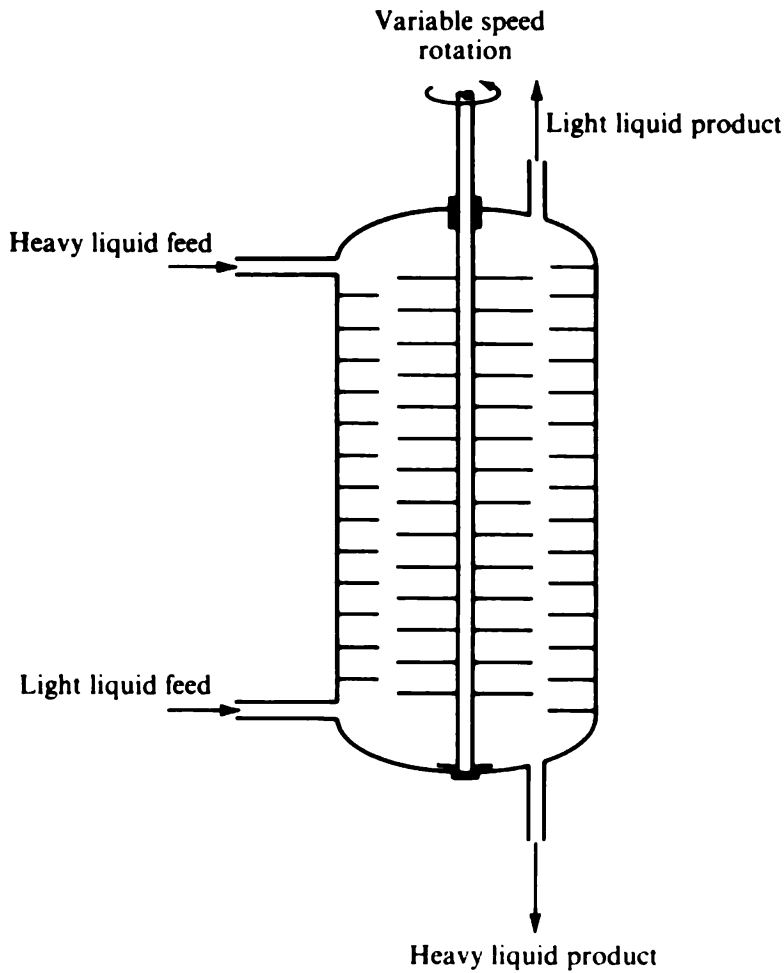 Variable speed
rotation
Light liquid product
Heavy liquid feed
Light liquid feed
Heavy liquid product